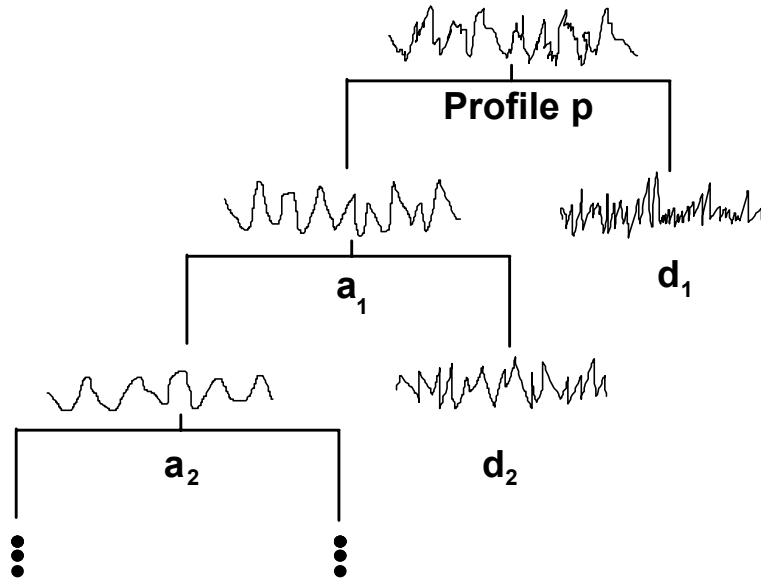 Profile p
a₁
d₁
a₂
d₂